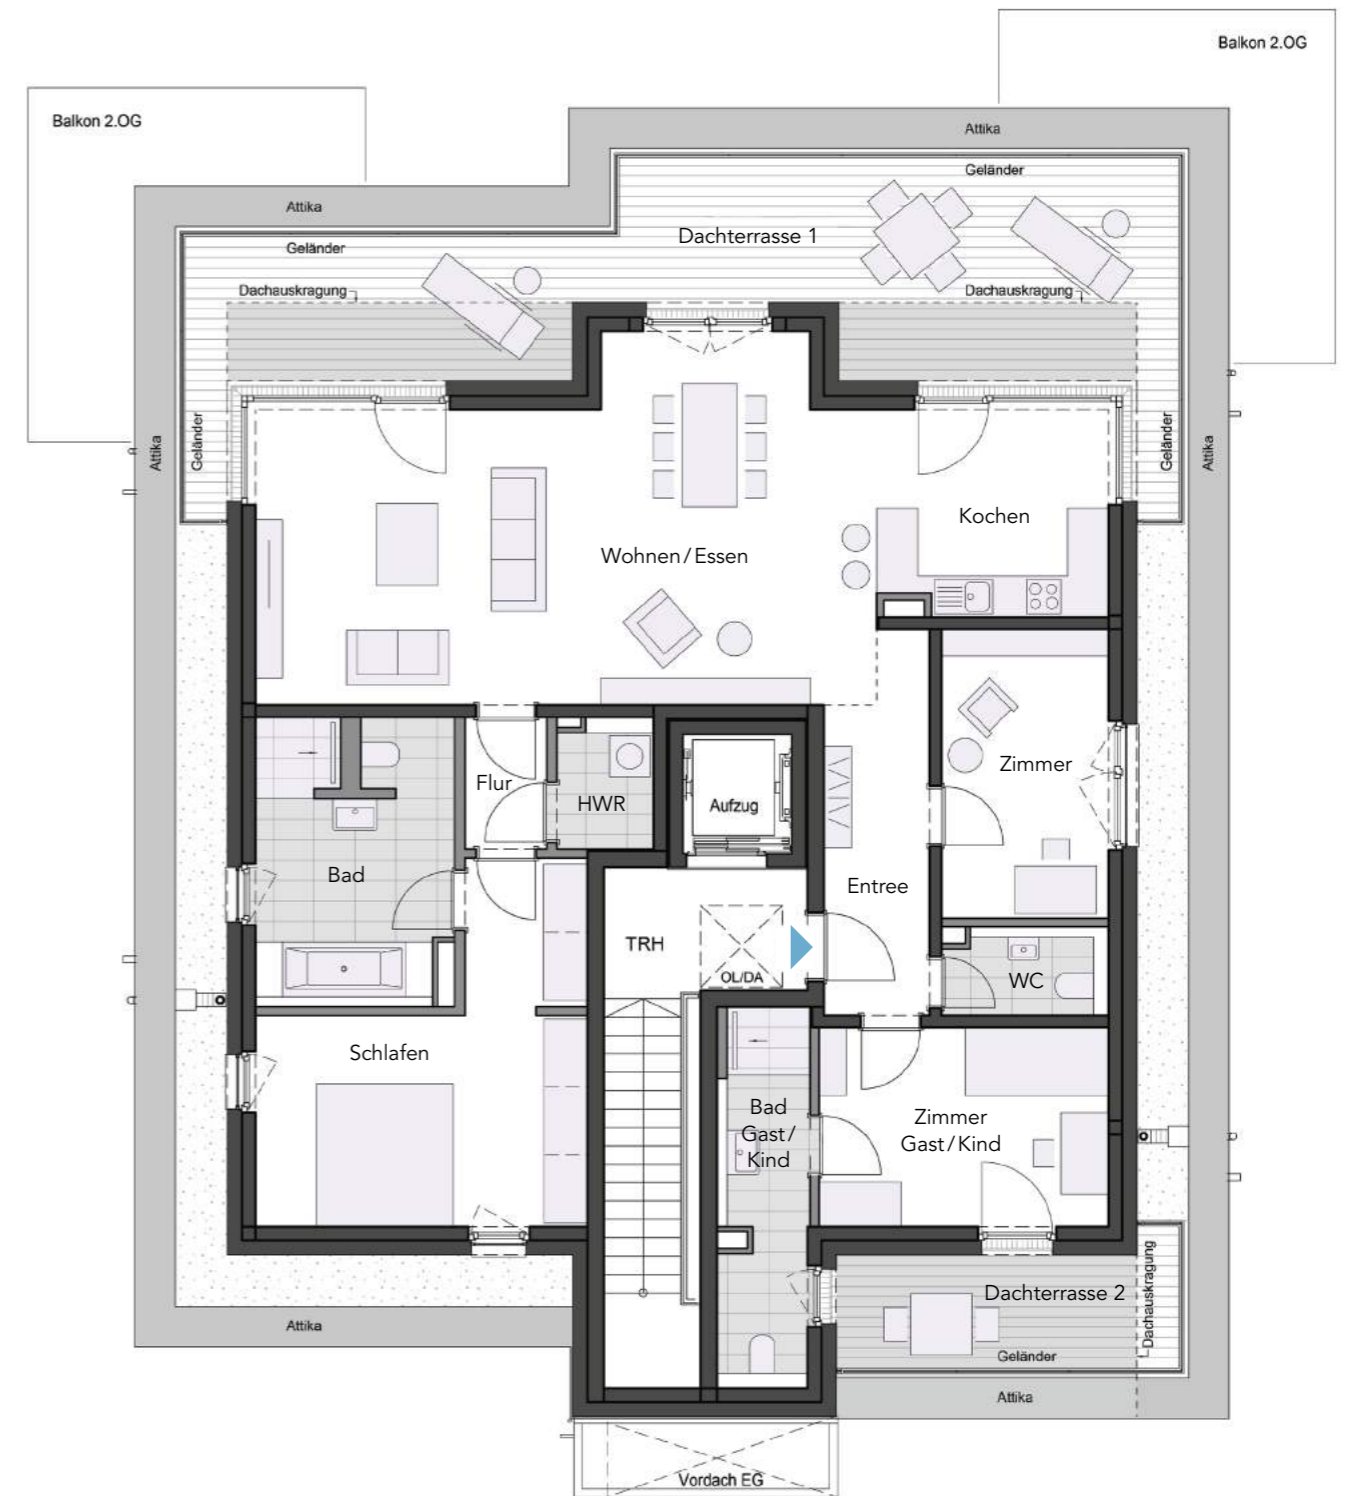 Balkon 2.OG
Balkon 2.OG
Attika
Geländer
Attika
Dachterrasse 1
Geländer
Dachauskragung
Dachauskragung
Geländer
Attika
Geländer
Attika
Kochen
Wohnen/Essen
Zimmer
Flur
HWR
Aufzug
Bad
Entree
TRH
OL/DA
WC
Schlafen
Bad
Gast/
Kind
Zimmer
Gast/Kind
Dachterrasse 2
Dachauskragung
Geländer
Attika
Attika
Vordach EG